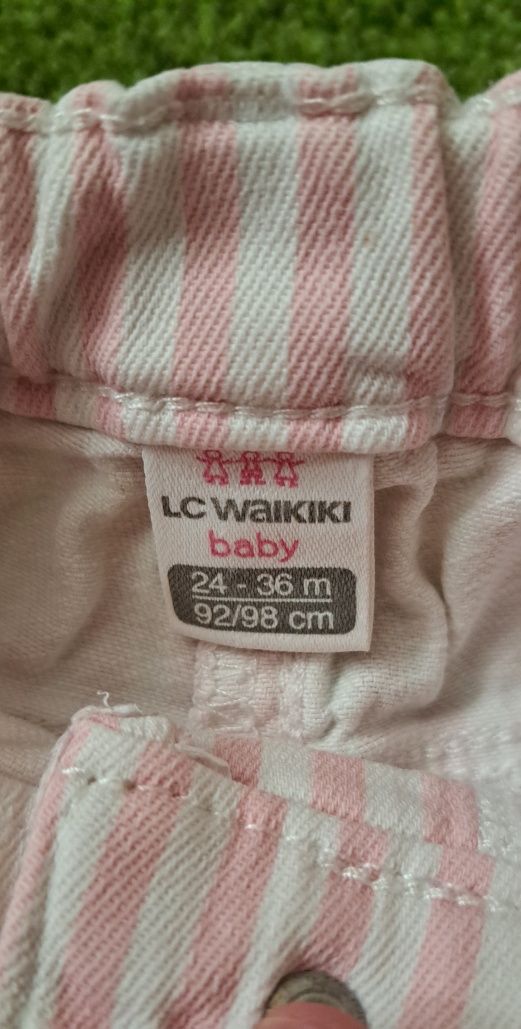 LC WAIKIKI
baby
24 - 36 m
92/98 cm